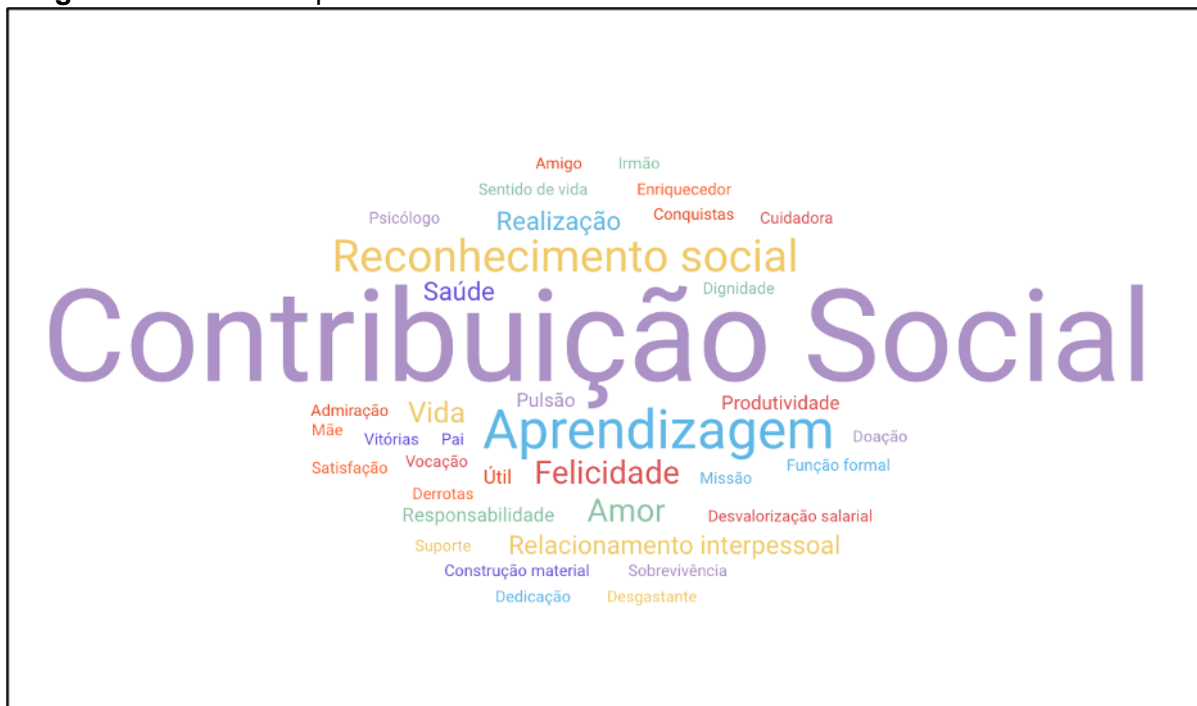 Amigo Irmão
Sentido de vida Enriquecedor
Psicólogo Realização Conquistas Cuidadora
Reconhecimento social
Saúde Dignidade
Contribuição Social
Pulsão Produtividade
Admiração Vida Aprendizagem Doação
Mãe Vitórias Pai
Satisfação Vocação Útil Felicidade Missão Função formal
Derrotas
Responsabilidade Amor Desvalorização salarial
Suporte Relacionamento interpessoal
Construção material Sobrevivência
Dedicação Desgastante